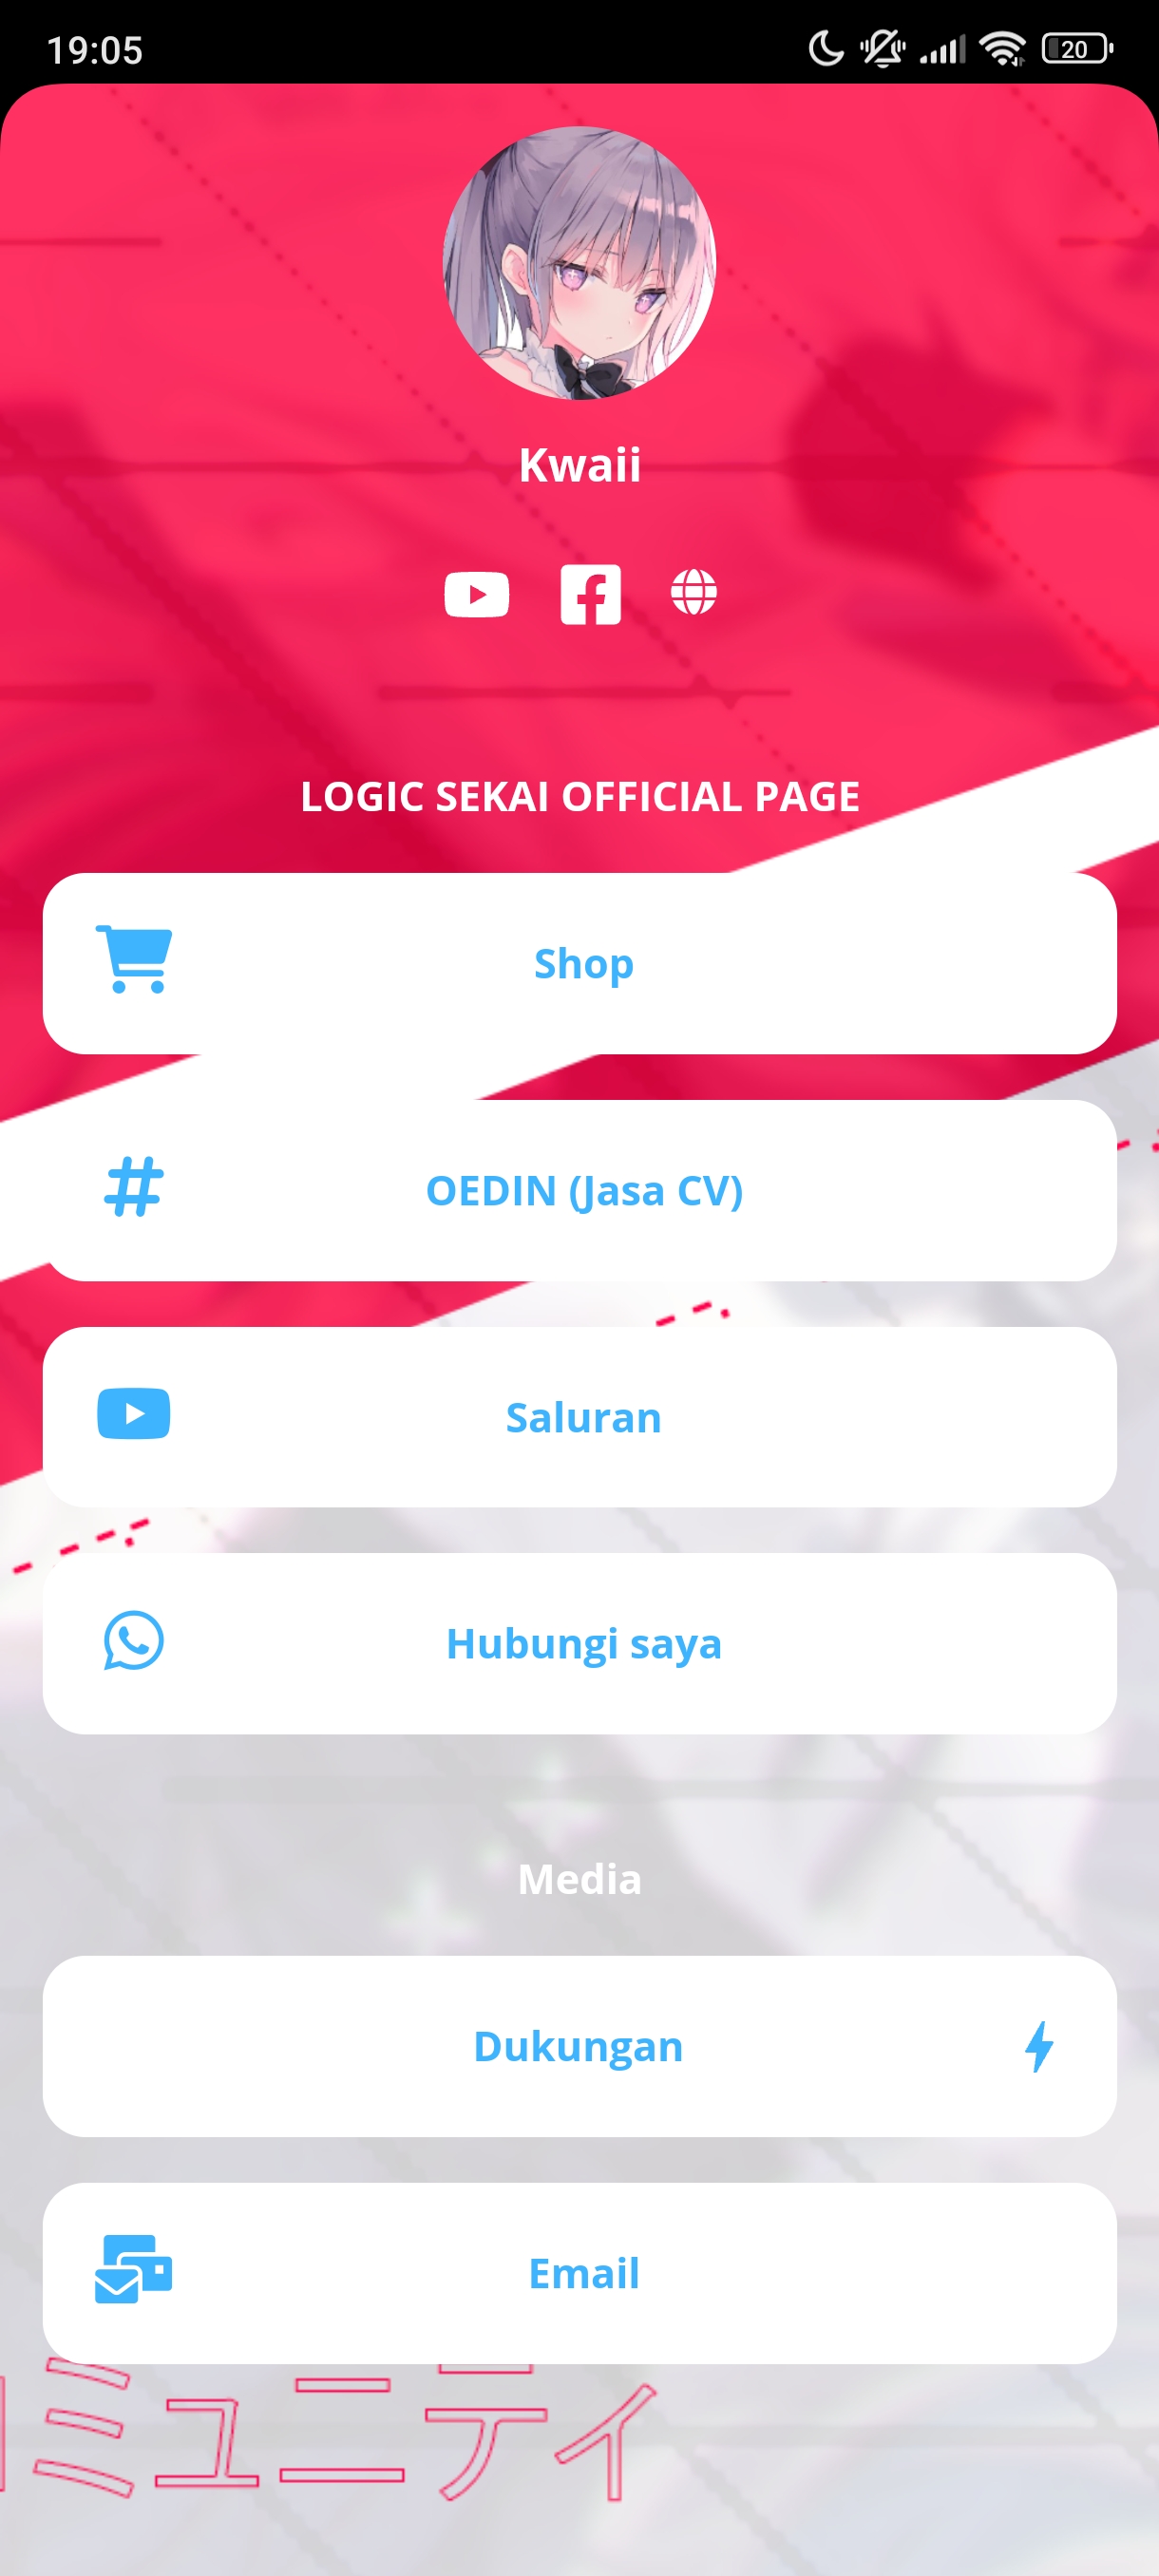 19:05
20
Kwaii
LOGIC SEKAI OFFICIAL PAGE
Shop
OEDIN (Jasa CV)
Saluran
Hubungi saya
Media
Dukungan
Email
ミュニティ